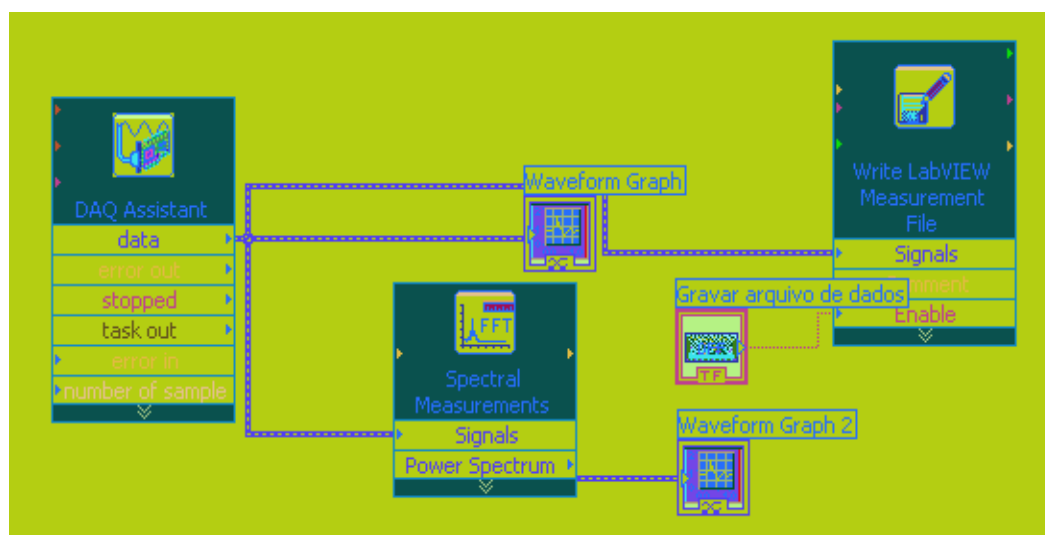 DAQ Assistant
data
error out
stopped
task out
error in
number of sample
Waveform Graph
FFT
Spectral
Measurements
Signals
Power Spectrum
Write LabVIEW
Measurement
File
Signals
Enable
Gravar arquivo de dados
TF
Waveform Graph 2